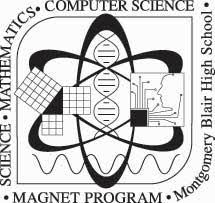 SCIENCE • MATHEMATICS • COMPUTER SCIENCE •
Montgomery Blair High School •
MAGNET PROGRAM •